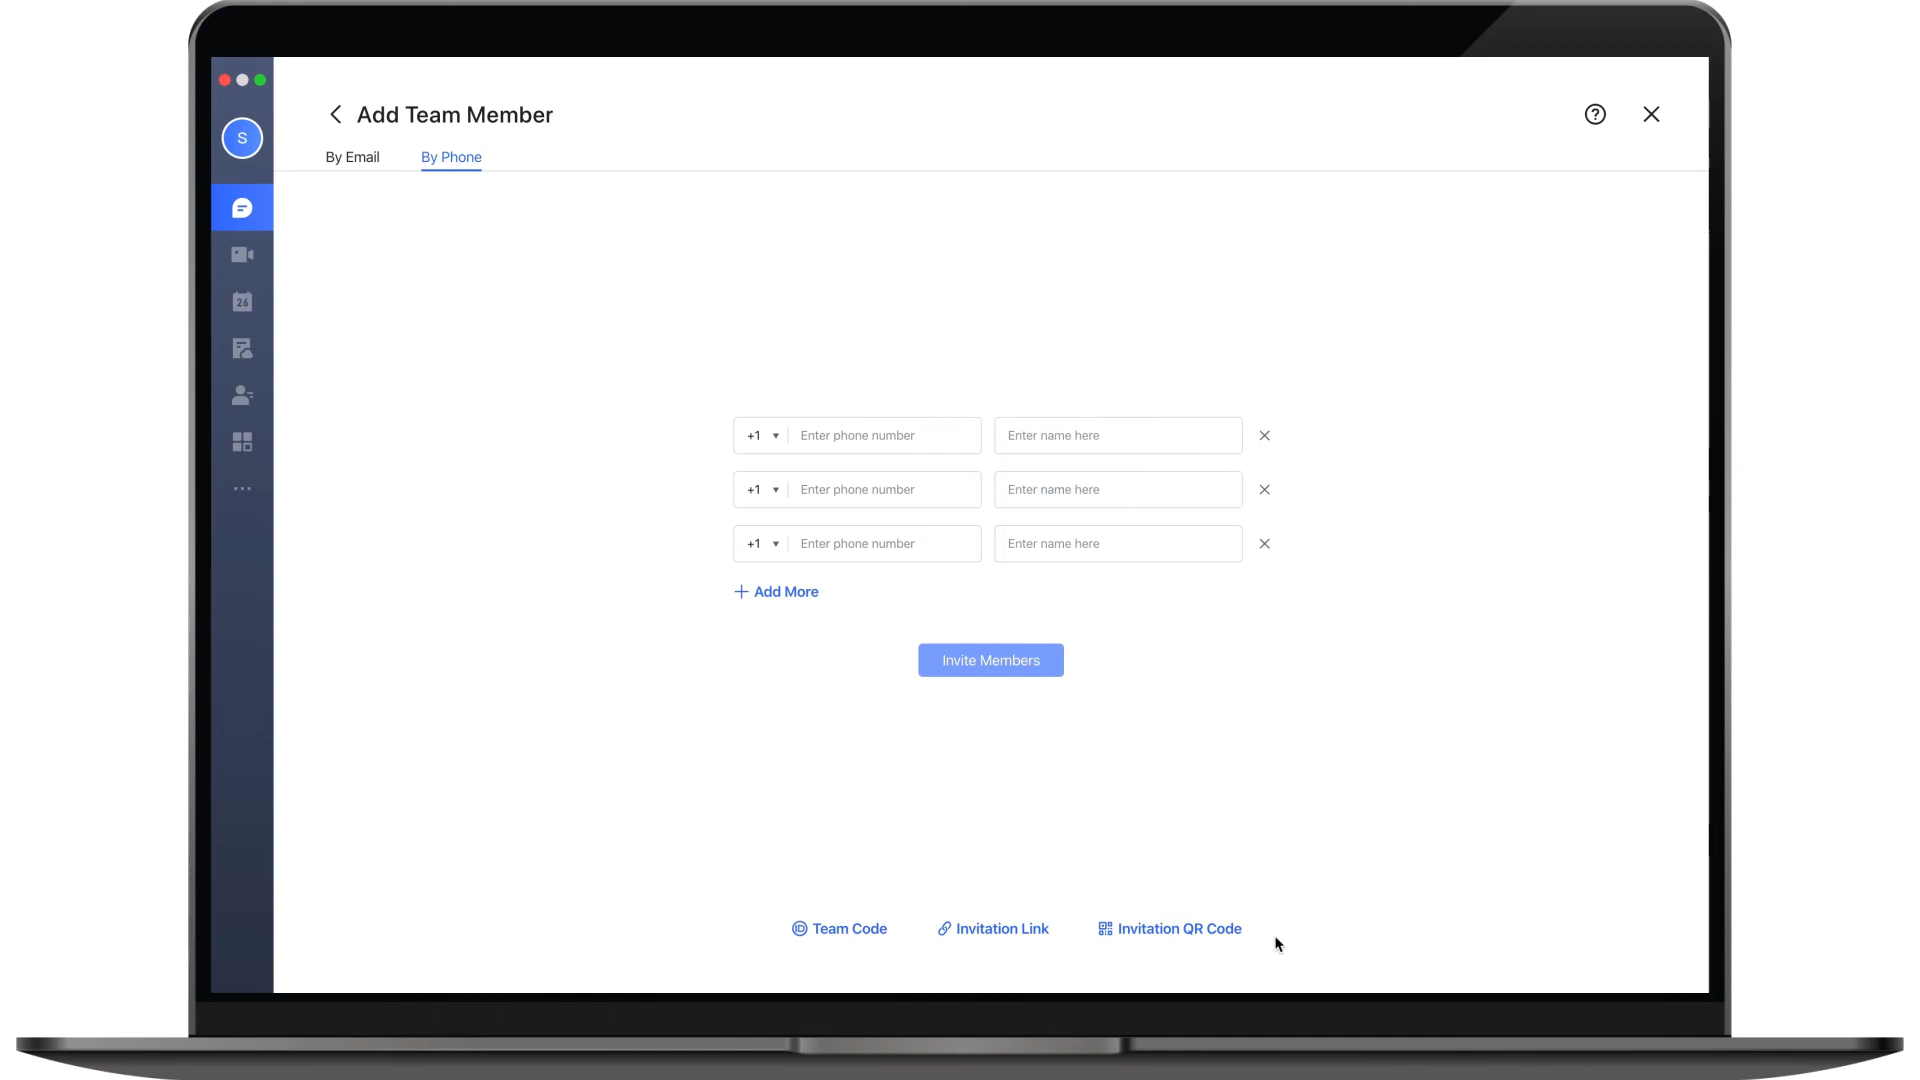 Add Team Member
S
By Email
By Phone
26
+1 Enter phone number
Enter name here
+1 Enter phone number
Enter name here
+1 Enter phone number
Enter name here
Add More
Invite Members
Team Code
Invitation Link
Invitation QR Code